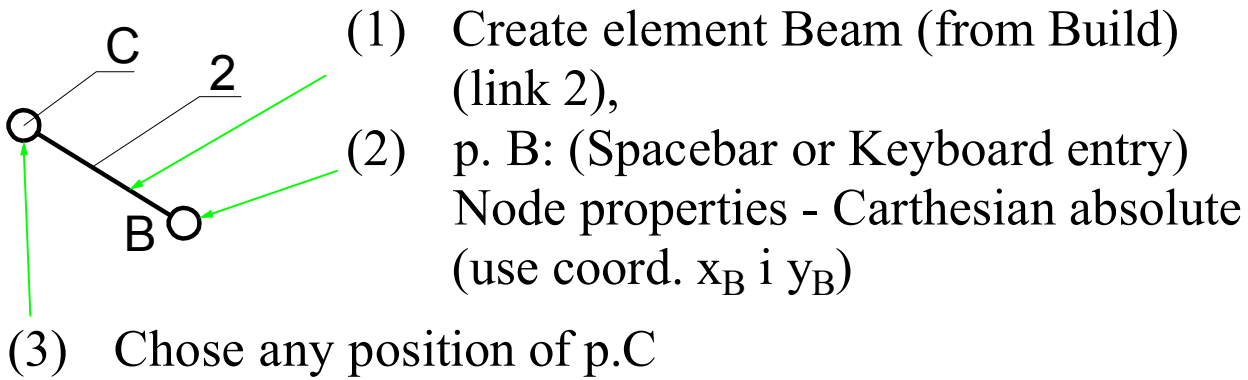 C
2
B
(1) Create element Beam (from Build)
(link 2),
(2) p. B: (Spacebar or Keyboard entry)
Node properties - Carthesian absolute
(use coord. xB i yB)
(3) Chose any position of p.C